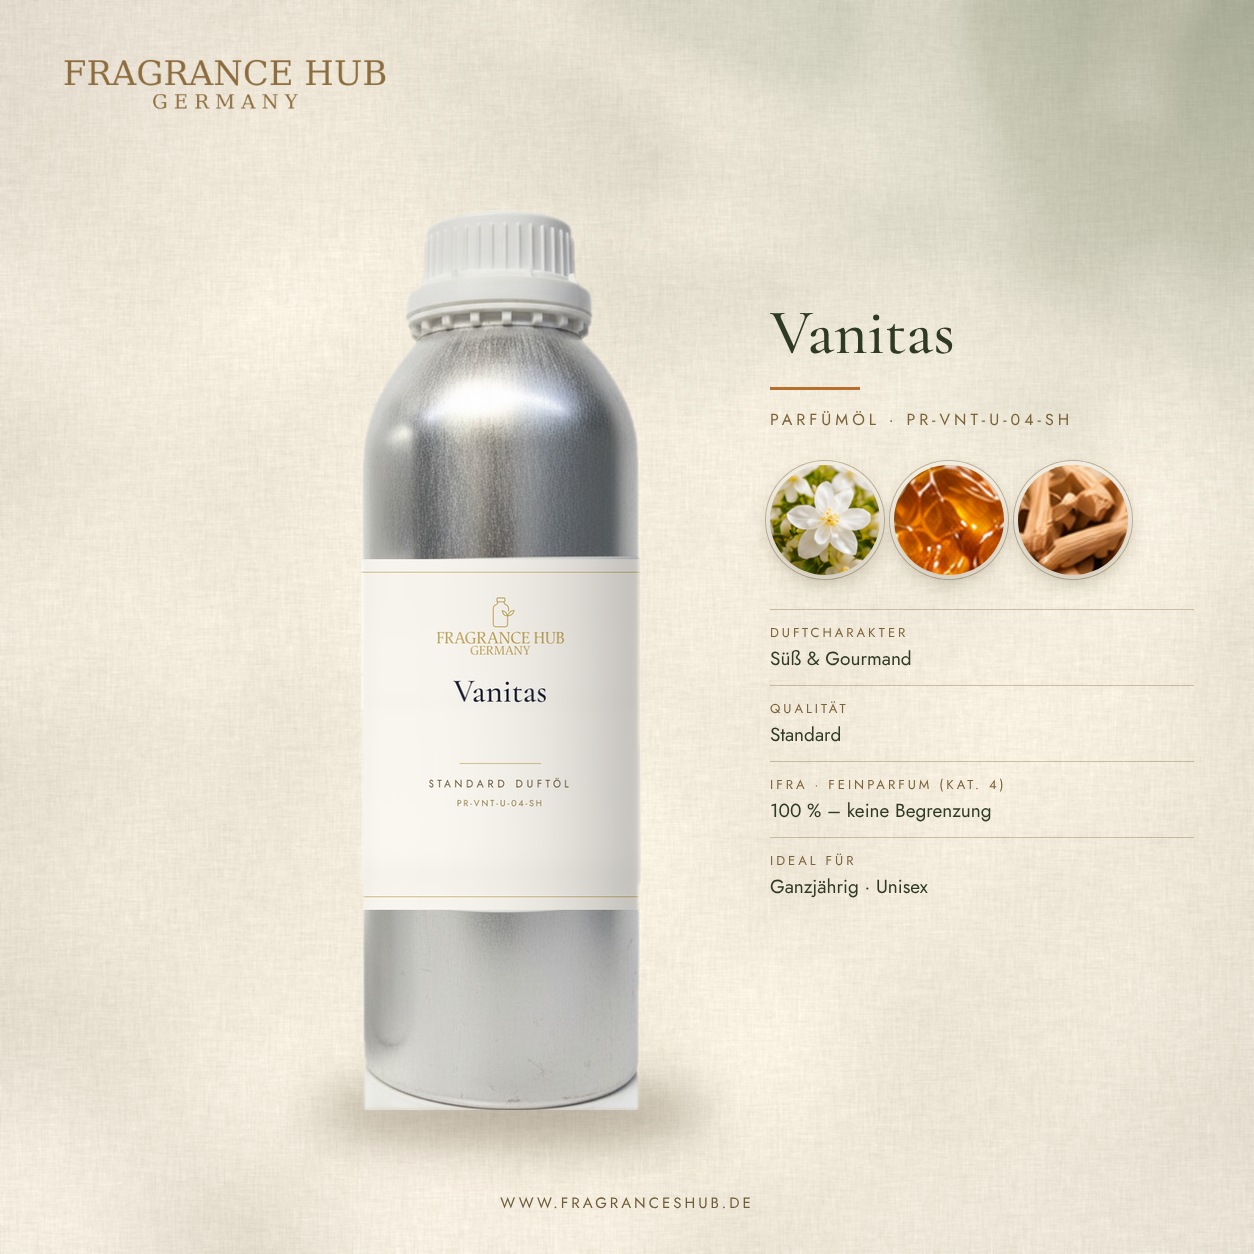 FRAGRANCE HUB
GERMANY
FRAGRANCE HUB
GERMANY
Vanitas
STANDARD DUFTÖL
PR-VNT-U-04-SH
Vanitas
PARFÜMÖL · PR-VNT-U-04-SH
DUFTCHARAKTER
Süß & Gourmand
QUALITÄT
Standard
IFRA · FEINPARFUM (KAT. 4)
100 % – keine Begrenzung
IDEAL FÜR
Ganzjährig · Unisex
WWW.FRAGRANCESHUB.DE